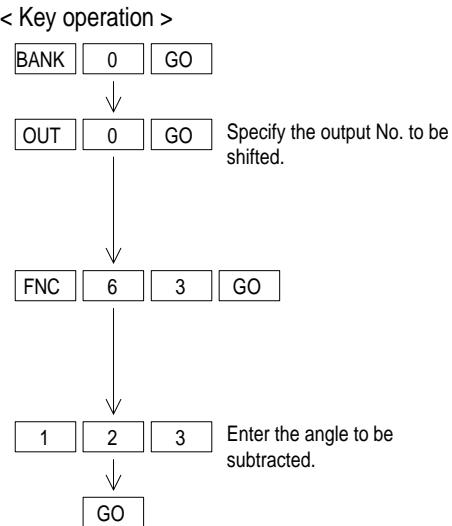 < Key operation >
BANK 0 GO
OUT 0 GO Specify the output No. to be
shifted.
FNC 6 3 GO
1 2 3 Enter the angle to be
subtracted.
GO